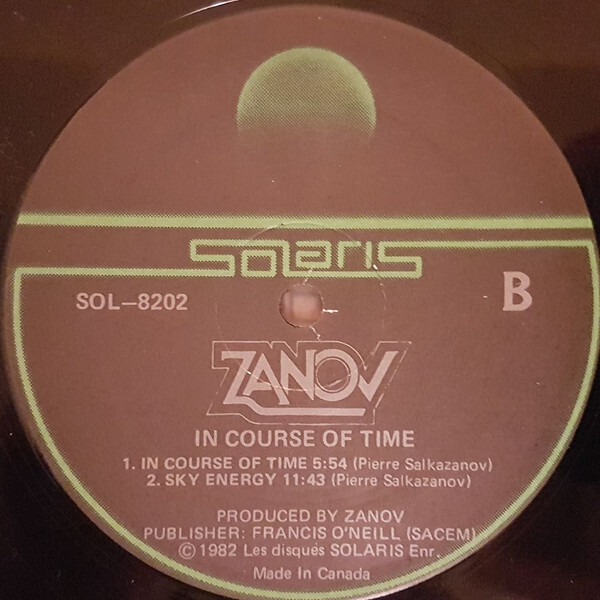 SOLARIS
SOL-8202
B
ZANOV
IN COURSE OF TIME
1. IN COURSE OF TIME 5:54 (Pierre Salkazanov)
2. SKY ENERGY 11:43 (Pierre Salkazanov)
PRODUCED BY ZANOV
PUBLISHER: FRANCIS O'NEILL (SACEM)
© 1982 Les disqués SOLARIS Enr.
Made In Canada